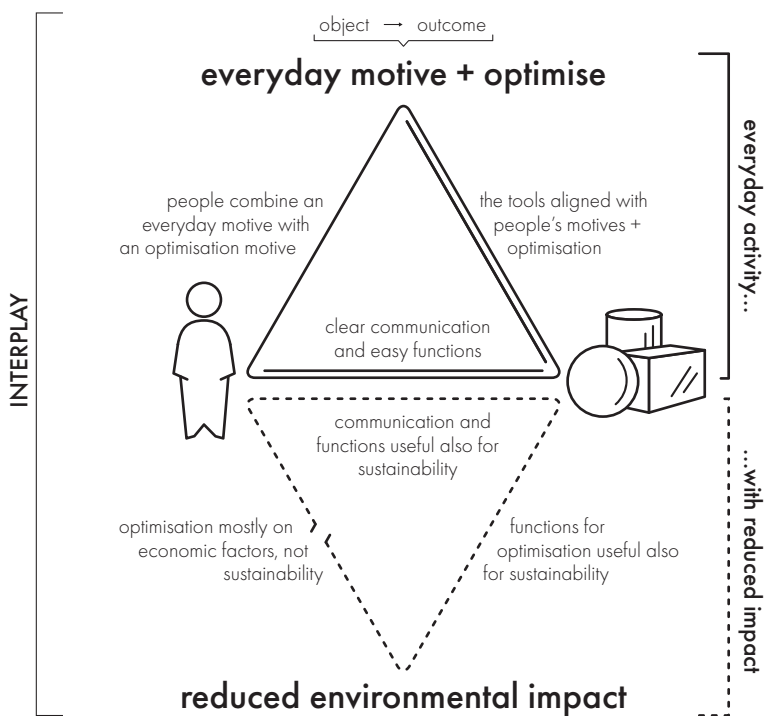 object → outcome
everyday motive + optimise
people combine an
everyday motive with
an optimisation motive
the tools aligned with
people's motives +
optimisation
clear communication
and easy functions
everyday activity...
INTERPLAY
communication and
functions useful also for
sustainability
optimisation mostly on
economic factors, not
sustainability
functions for
optimisation useful also
for sustainability
....with reduced impact
reduced environmental impact